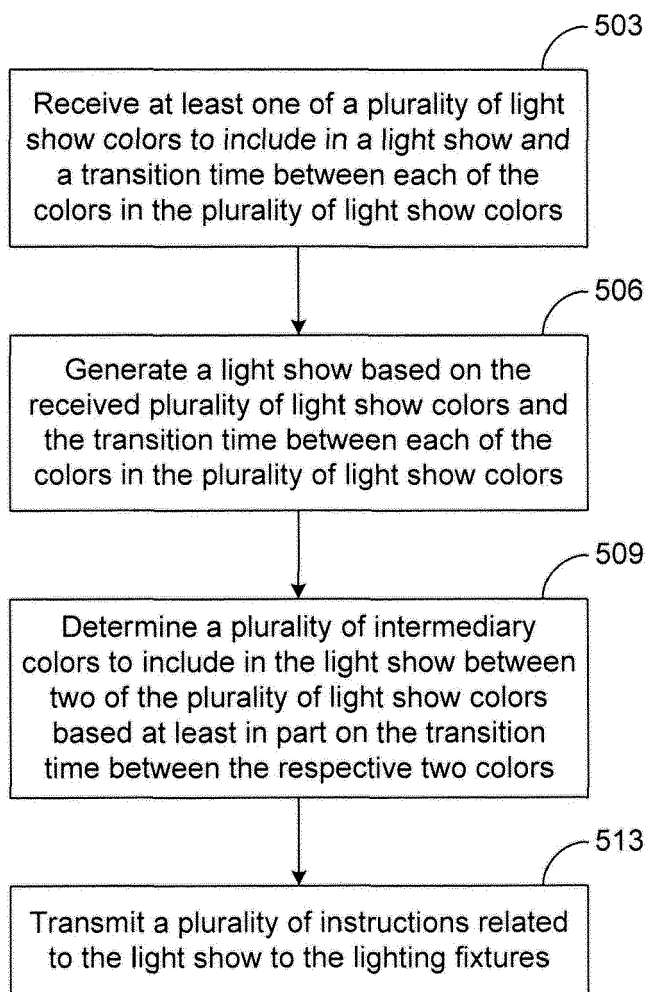 503
Receive at least one of a plurality of light
show colors to include in a light show and
a transition time between each of the
colors in the plurality of light show colors
506
Generate a light show based on the
received plurality of light show colors and
the transition time between each of the
colors in the plurality of light show colors
509
Determine a plurality of intermediary
colors to include in the light show between
two of the plurality of light show colors
based at least in part on the transition
time between the respective two colors
513
Transmit a plurality of instructions related
to the light show to the lighting fixtures